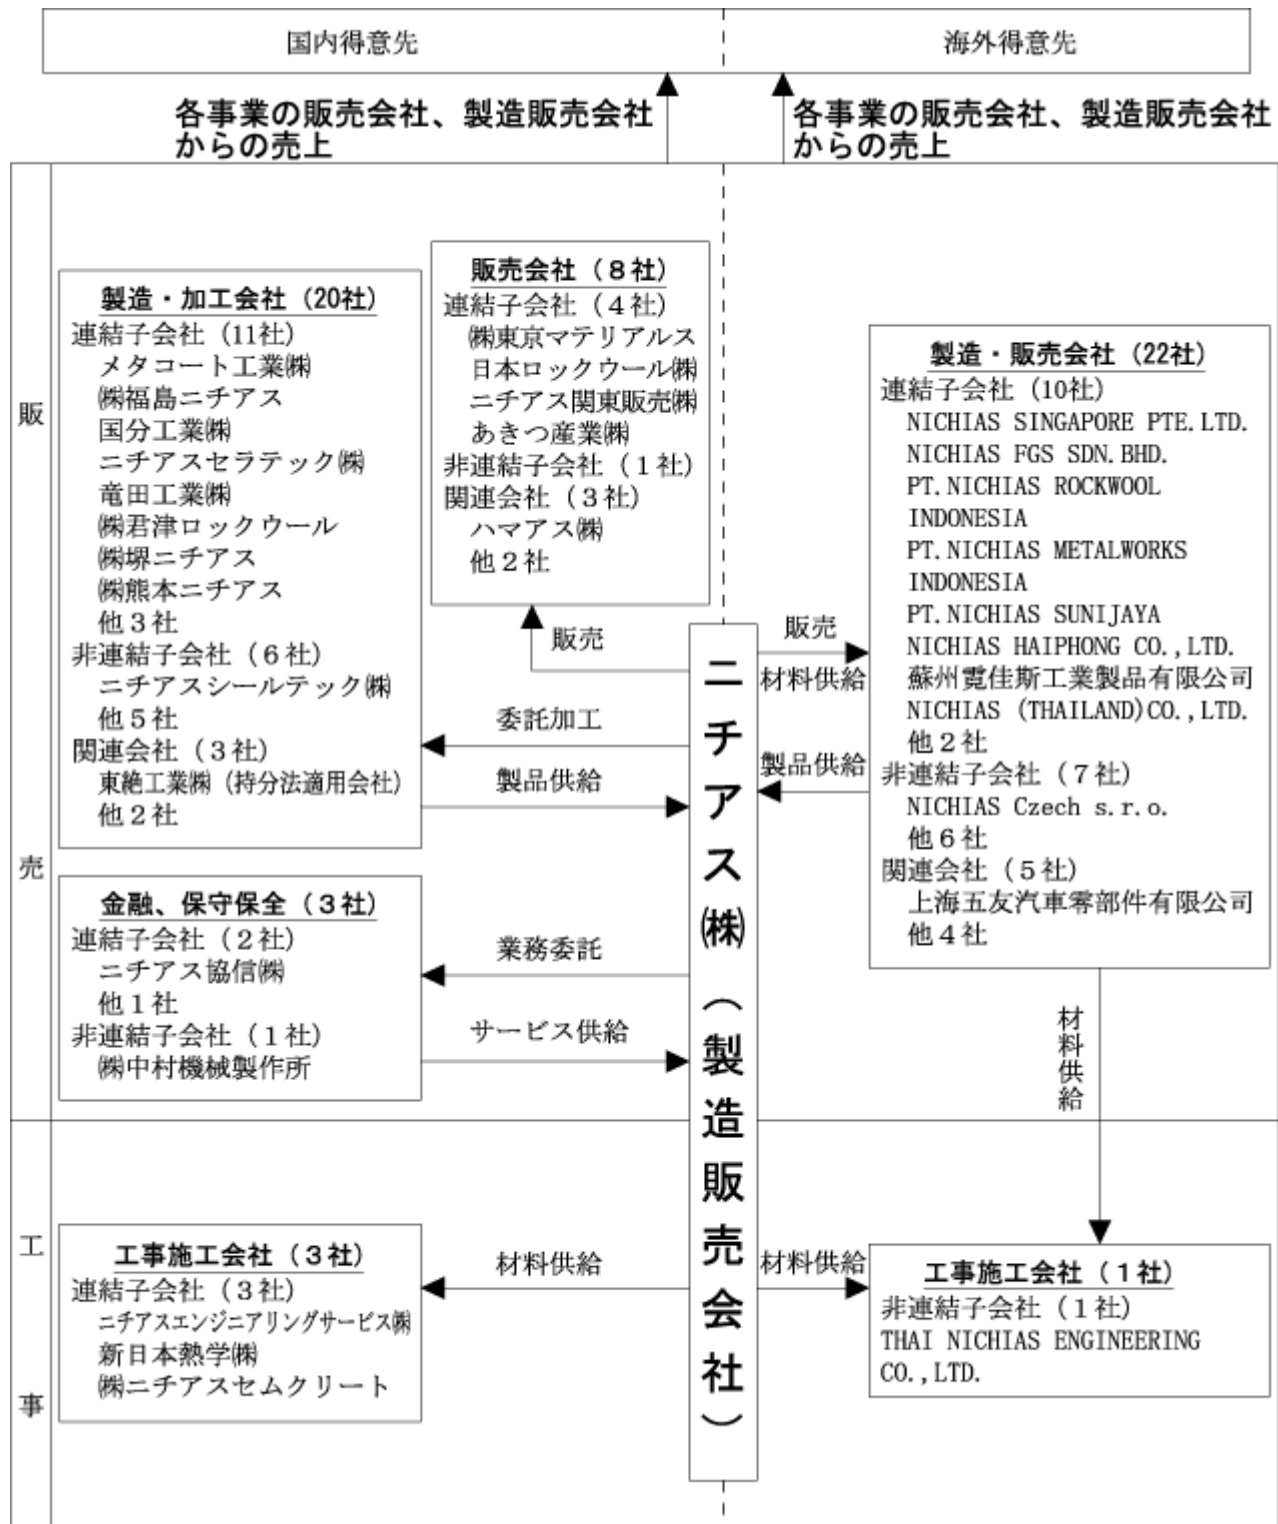 国内得意先
海外得意先
各事業の販売会社、製造販売会社
からの売上
各事業の販売会社、製造販売会社
からの売上
販売
製造・加工会社（20社）
連結子会社（11社）
メタコート工業㈱
㈱福島ニチアス
国分工業㈱
ニチアスセラテック㈱
竜田工業㈱
㈱君津ロックウール
㈱堺ニチアス
㈱熊本ニチアス
他３社
非連結子会社（６社）
ニチアスシールテック㈱
他５社
関連会社（３社）
東絶工業㈱（持分法適用会社）
他２社
販売会社（８社）
連結子会社（４社）
㈱東京マテリアルス
日本ロックウール㈱
ニチアス関東販売㈱
あきつ産業㈱
非連結子会社（１社）
関連会社（３社）
ハマアス㈱
他２社
販売
委託加工
製品供給
金融、保守保全（３社）
連結子会社（２社）
ニチアス協信㈱
他１社
非連結子会社（１社）
㈱中村機械製作所
業務委託
サービス供給
ニチアス㈱（製造販売会社）
販売
材料供給
製品供給
製造・販売会社（22社）
連結子会社（10社）
NICHIAS SINGAPORE PTE.LTD.
NICHIAS FGS SDN.BHD.
PT.NICHIAS ROCKWOOL
INDONESIA
PT.NICHIAS METALWORKS
INDONESIA
PT.NICHIAS SUNIJAYA
NICHIAS HAIPHONG CO.,LTD.
蘇州霓佳斯工業製品有限公司
NICHIAS (THAILAND)CO.,LTD.
他２社
非連結子会社（７社）
NICHIAS Czech s.r.o.
他６社
関連会社（５社）
上海五友汽車零部件有限公司
他４社
材料供給
工事
工事施工会社（３社）
連結子会社（３社）
ニチアスエンジニアリングサービス㈱
新日本熱学㈱
㈱ニチアスセムクリート
材料供給
材料供給
工事施工会社（１社）
非連結子会社（１社）
THAI NICHIAS ENGINEERING
CO.,LTD.